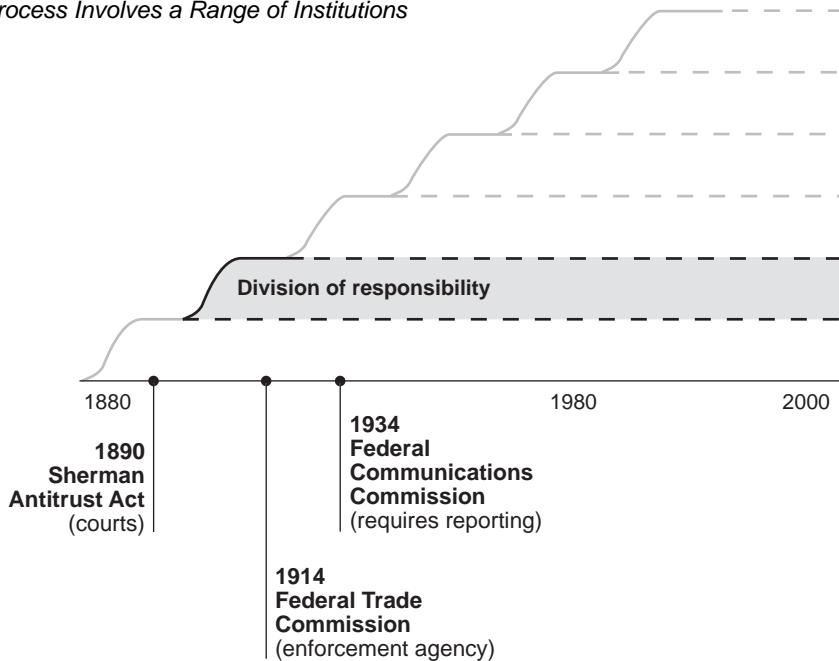 rocess Involves a Range of Institutions
Division of responsibility
1880
1980
2000
1890
Sherman
Antitrust Act
(courts)
1934
Federal
Communications
Commission
(requires reporting)
1914
Federal Trade
Commission
(enforcement agency)